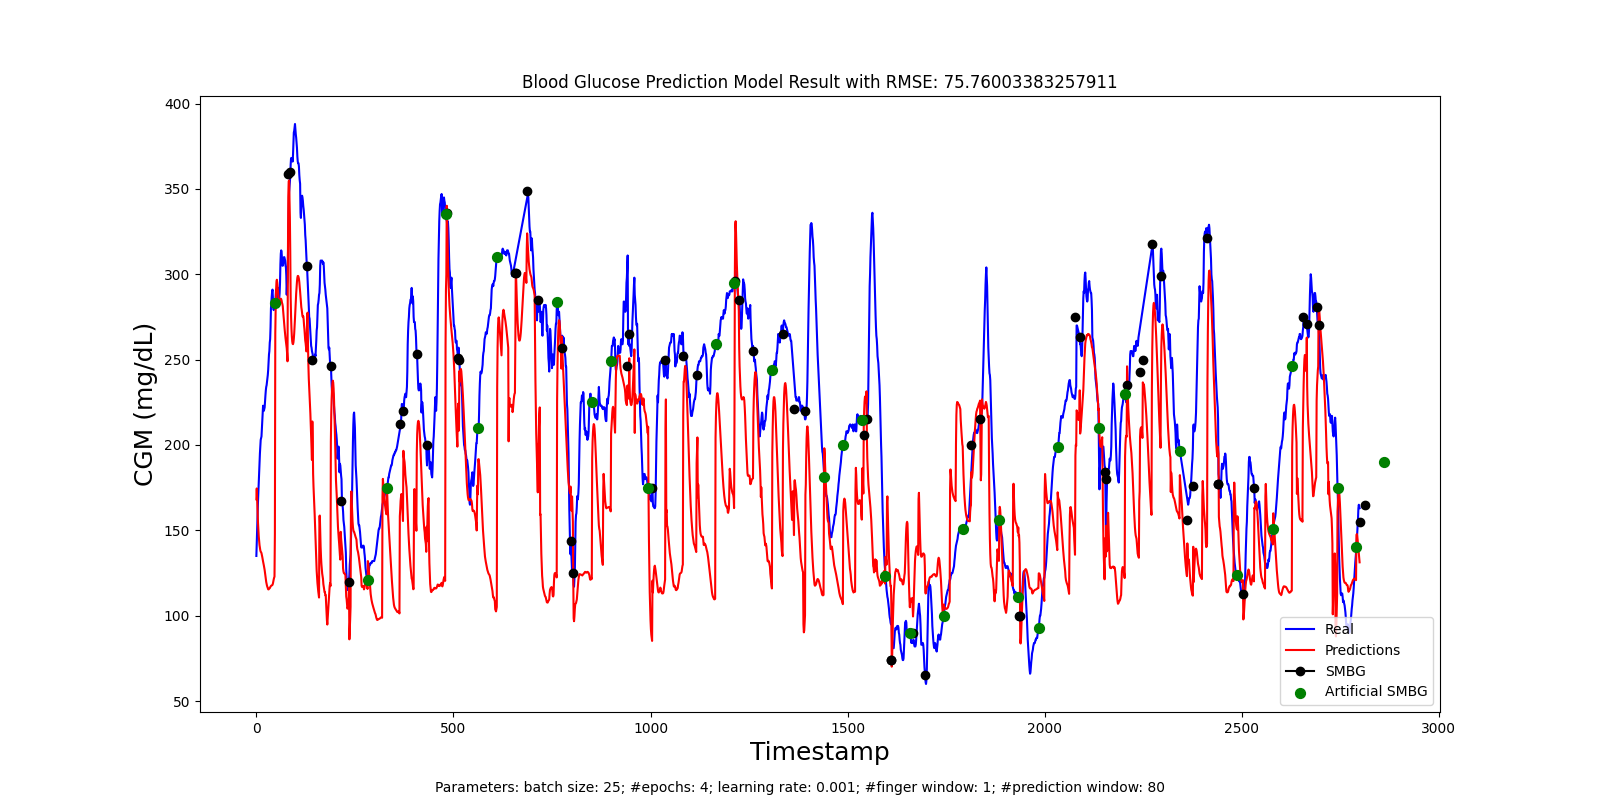 Blood Glucose Prediction Model Result with RMSE: 75.76003383257911
CGM (mg/dL)
400
350
300
250
200
150
100
50
0 500 1000 1500 2000 2500 3000
Timestamp
Real
Predictions
SMBG
Artificial SMBG
Parameters: batch size: 25; #epochs: 4; learning rate: 0.001; #finger window: 1; #prediction window: 80